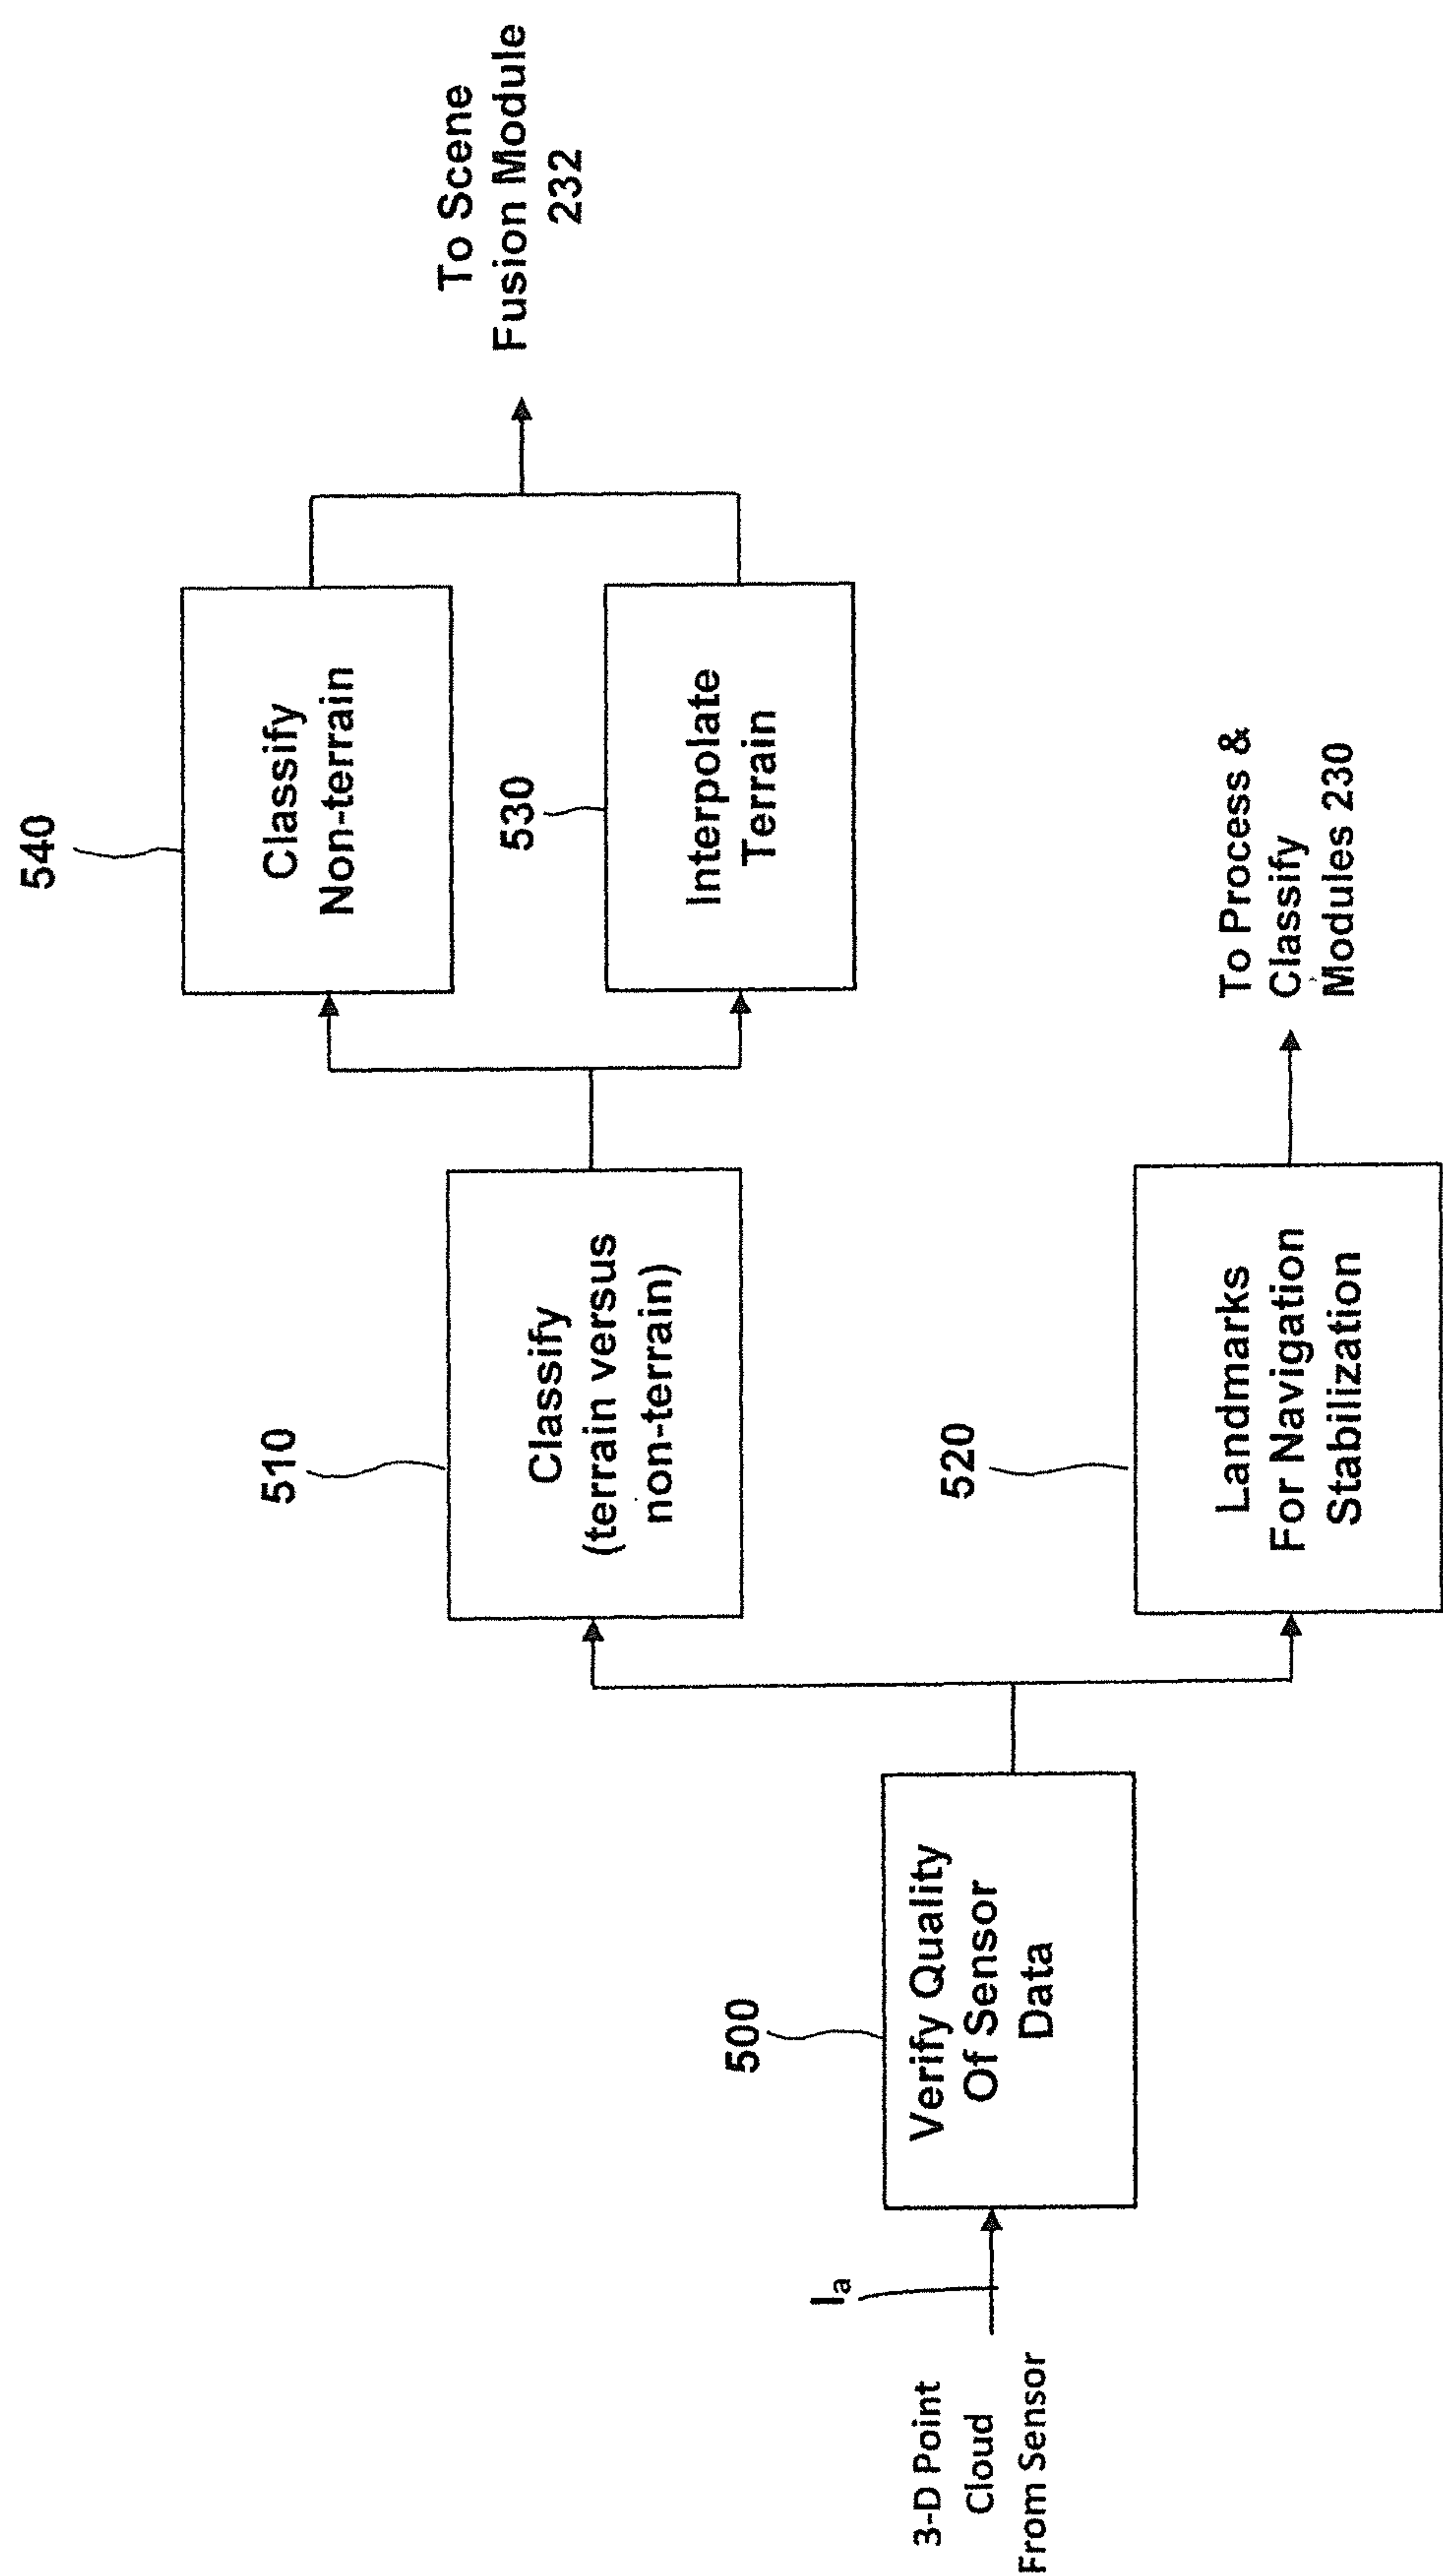 3-D Point
Cloud
From Sensor
Ia
500
Verify Quality
Of Sensor
Data
510
Classify
(terrain versus
non-terrain)
520
Landmarks
For Navigation
Stabilization
540
Classify
Non-terrain
530
Interpolate
Terrain
To Scene
Fusion Module
232
To Process &
Classify
Modules 230